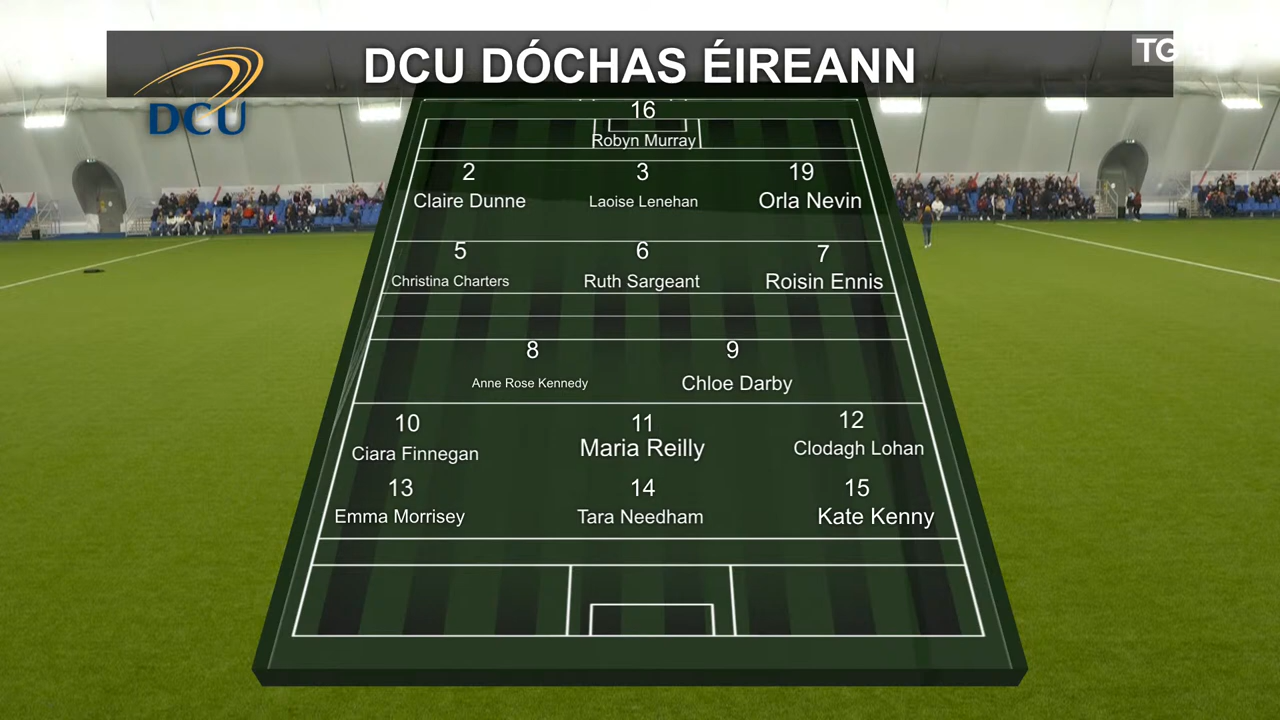 DCU DÓCHAS ÉIREANN
TG
DCU
16
Robyn Murray
2 3 19
Claire Dunne Laoise Lenehan Orla Nevin
5 6 7
Christina Charters Ruth Sargeant Roisin Ennis
8 9
Anne Rose Kennedy Chloe Darby
10 11 12
Ciara Finnegan Maria Reilly Clodagh Lohan
13 14 15
Emma Morrisey Tara Needham Kate Kenny